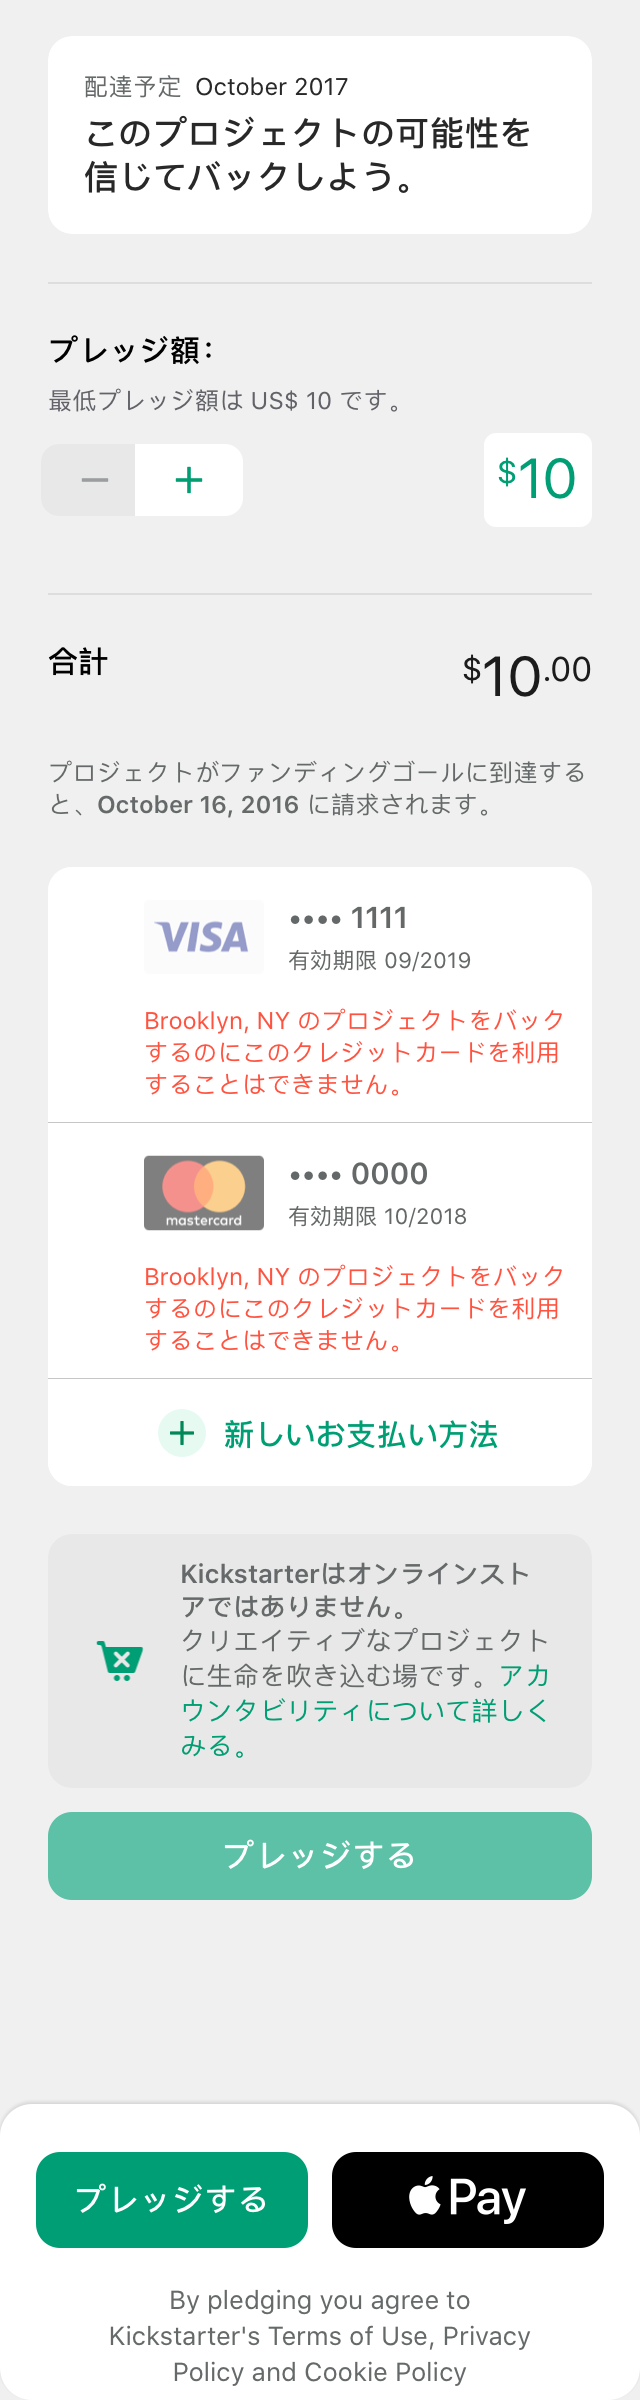 配達予定 October 2017
このプロジェクトの可能性を
信じてバックしよう。
プレッジ額：
最低プレッジ額は US$ 10 です。
− + $10
合計 $10.00
プロジェクトがファンディングゴールに到達する
と、October 16, 2016 に請求されます。
VISA •••• 1111
有効期限 09/2019
Brooklyn, NY のプロジェクトをバック
するのにこのクレジットカードを利用
することはできません。
•••• 0000
mastercard 有効期限 10/2018
Brooklyn, NY のプロジェクトをバック
するのにこのクレジットカードを利用
することはできません。
+ 新しいお支払い方法
Kickstarterはオンラインスト
アではありません。
クリエイティブなプロジェクト
に生命を吹き込む場です。アカ
ウンタビリティについて詳しく
みる。
プレッジする
プレッジする Pay
By pledging you agree to
Kickstarter's Terms of Use, Privacy
Policy and Cookie Policy